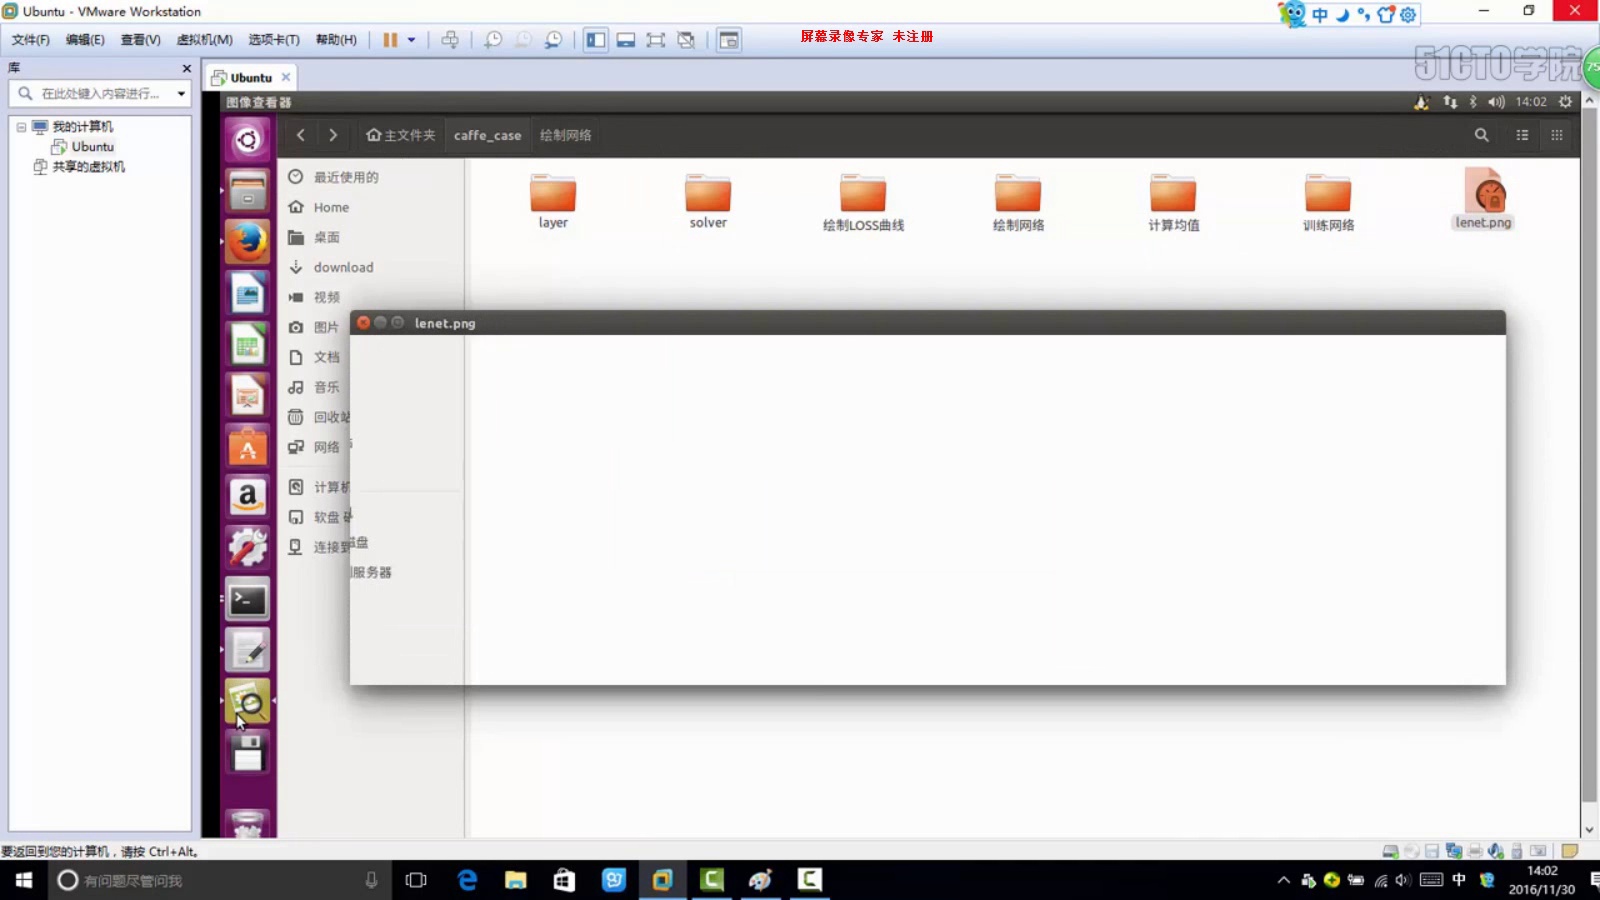 Ubuntu - VMware Workstation
中
文件(F) 编辑(E) 查看(V) 虚拟机(M) 选项卡(T) 帮助(H)
屏幕录像专家 未注册
51CTO学院
75
库
Ubuntu
在此处键入内容进行...
图像查看器
14:02
我的计算机
Ubuntu
共享的虚拟机
主文件夹 caffe_case 绘制网络
最近使用的
Home
桌面
download
视频
图片
文档
音乐
回收站
网络
计算机
软盘
连接到
layer
solver
绘制LOSS曲线
绘制网络
计算均值
训练网络
lenet.png
lenet.png
磁盘
服务器
要返回到您的计算机，请按 Ctrl+Alt。
有问题尽管问我
中
14:02
2016/11/30